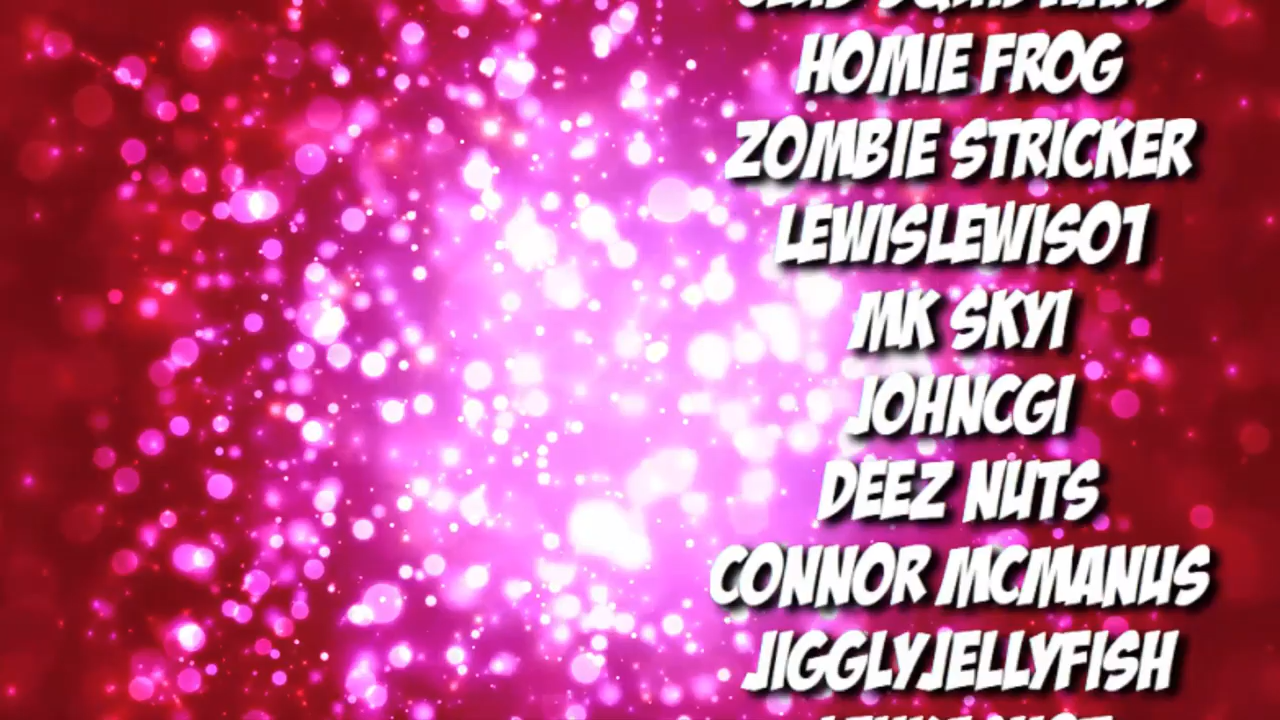 HOMIE FROG
ZOMBIE STRICKER
LEWISLEWIS01
MK SKY1
JOHNCGI
DEEZ NUTS
CONNOR MCMANUS
JIGGLYJELLYFISH